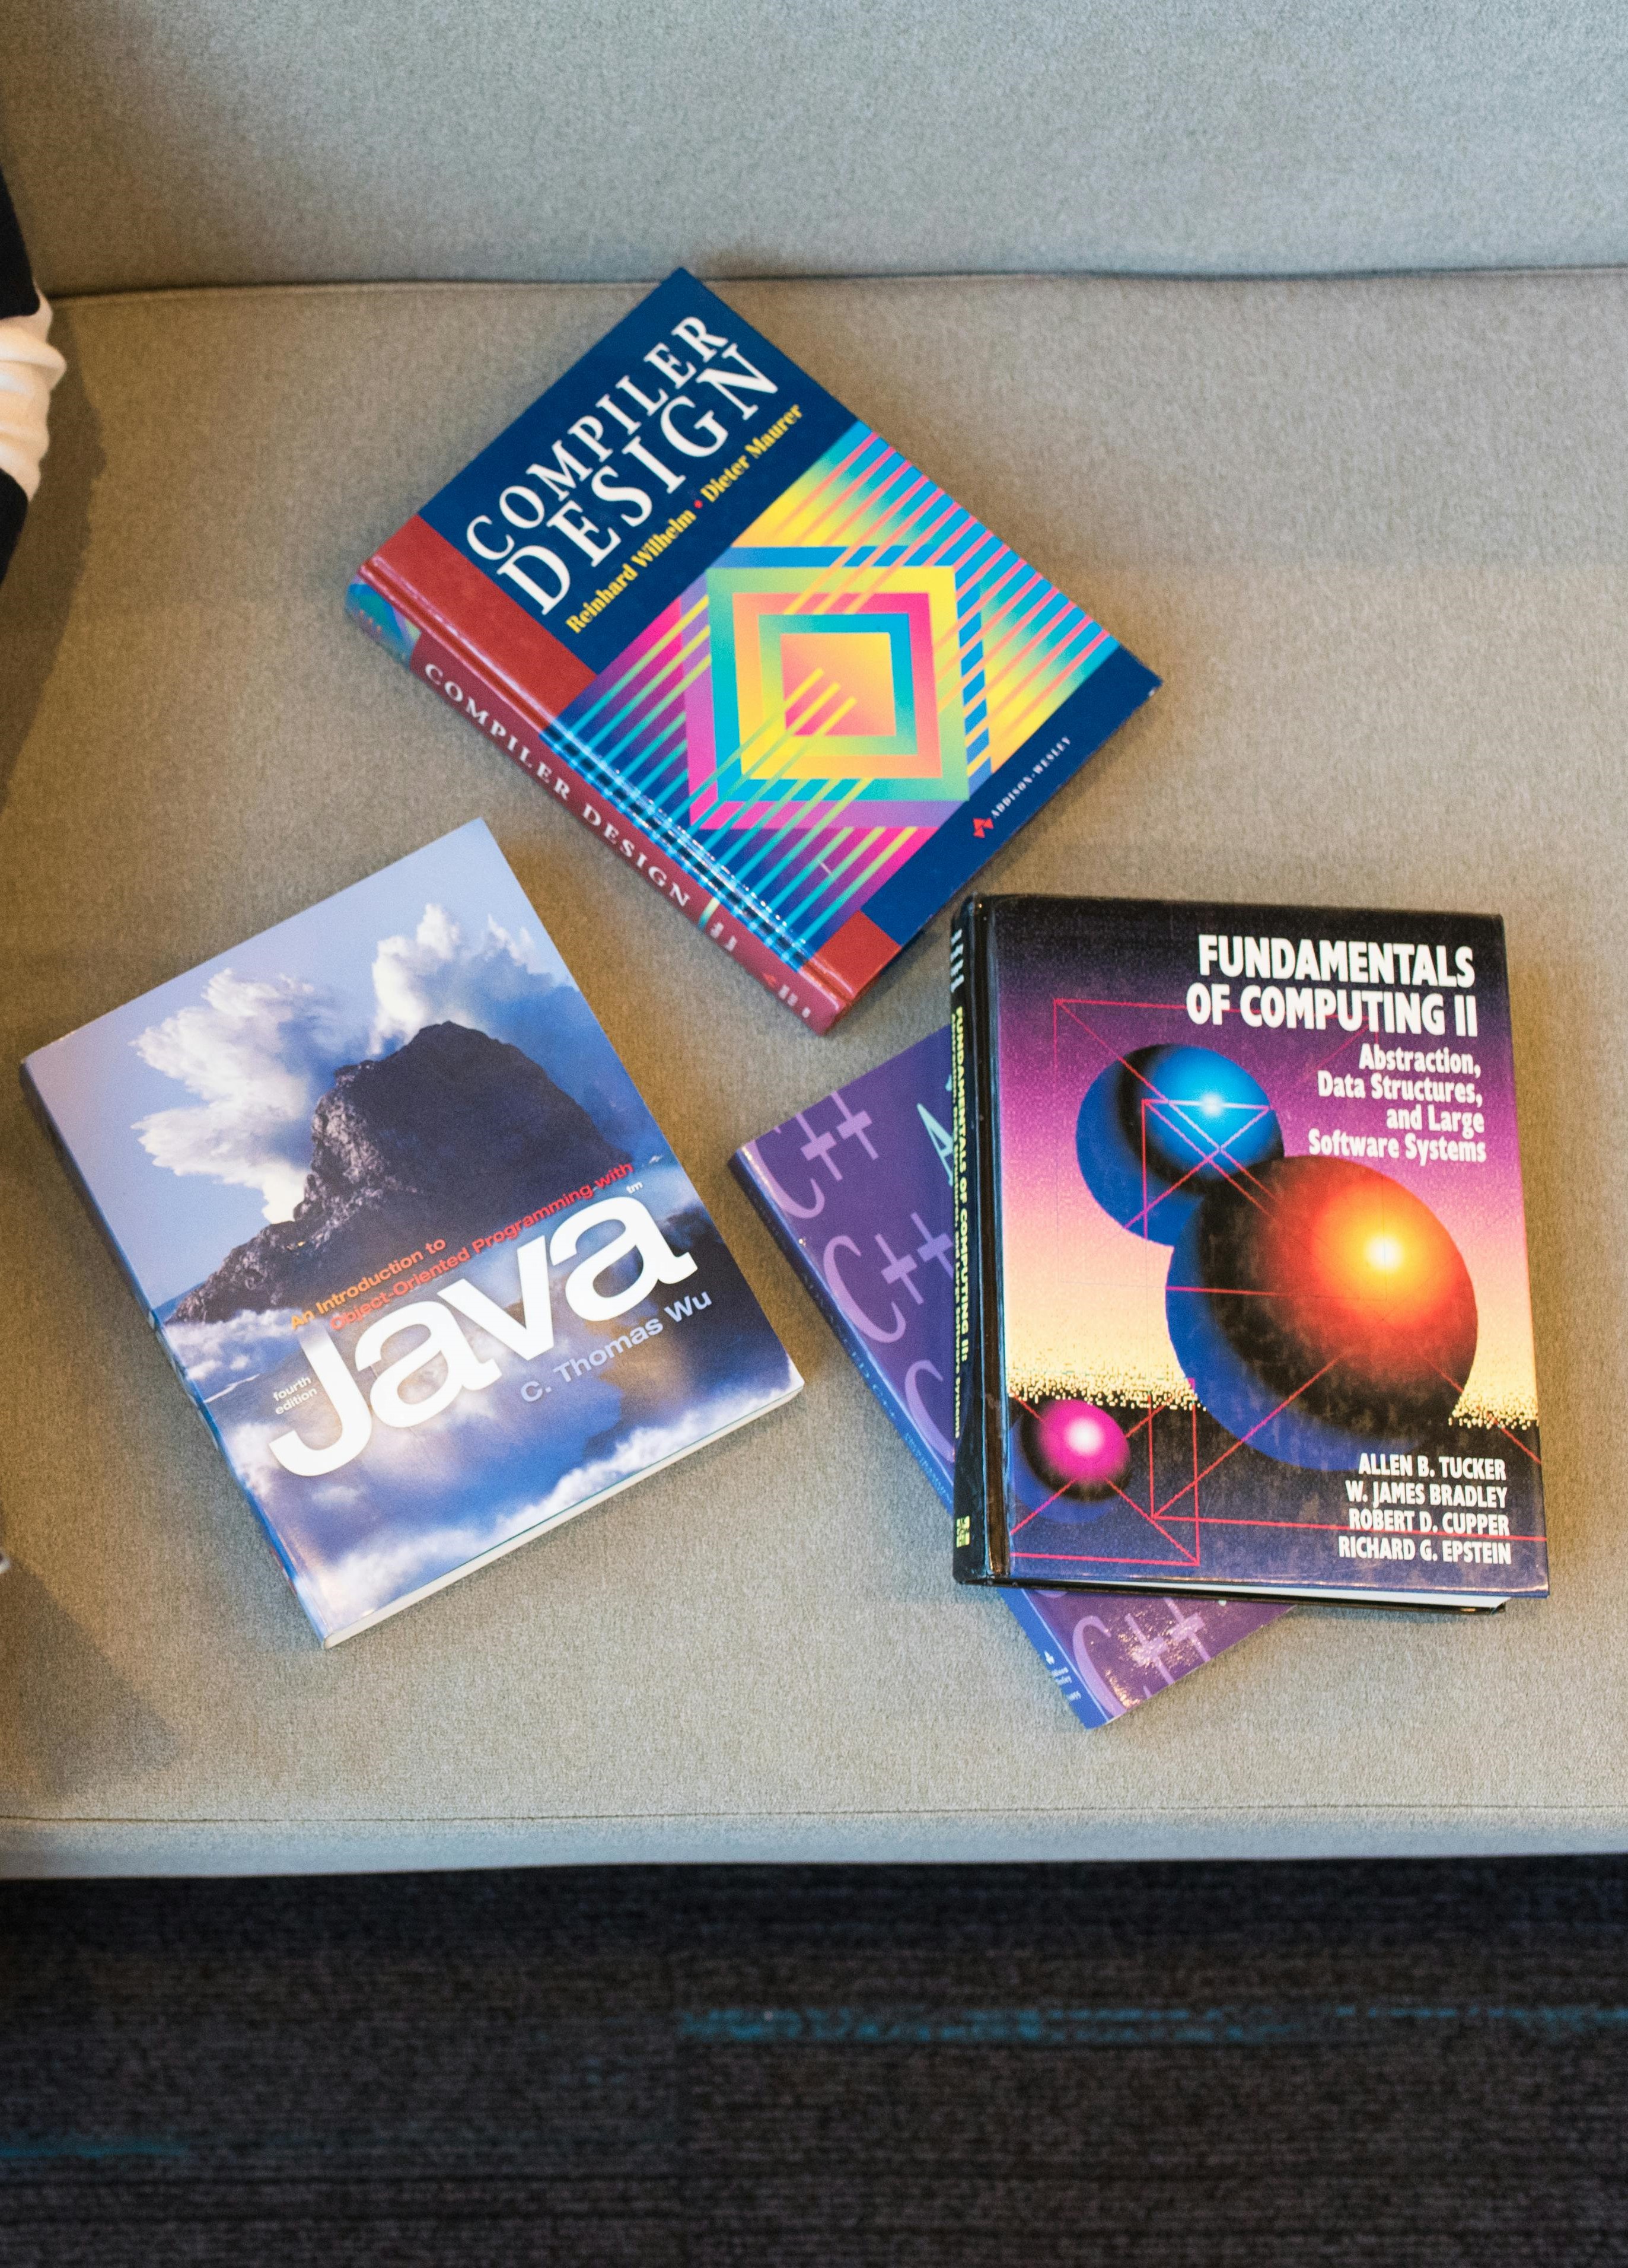 COMPILER
DESIGN
Reinhard Wilhelm • Dieter Maurer
ADDISON-WESLEY
COMPILER DESIGN
An Introduction to
Object-Oriented Programming with
Java™
fourth
edition
C. Thomas Wu
FUNDAMENTALS
OF COMPUTING II
Abstraction,
Data Structures,
and Large
Software Systems
ALLEN B. TUCKER
W. JAMES BRADLEY
ROBERT D. CUPPER
RICHARD G. EPSTEIN
FUNDAMENTALS OF COMPUTING II:
C++
C++
C
C++